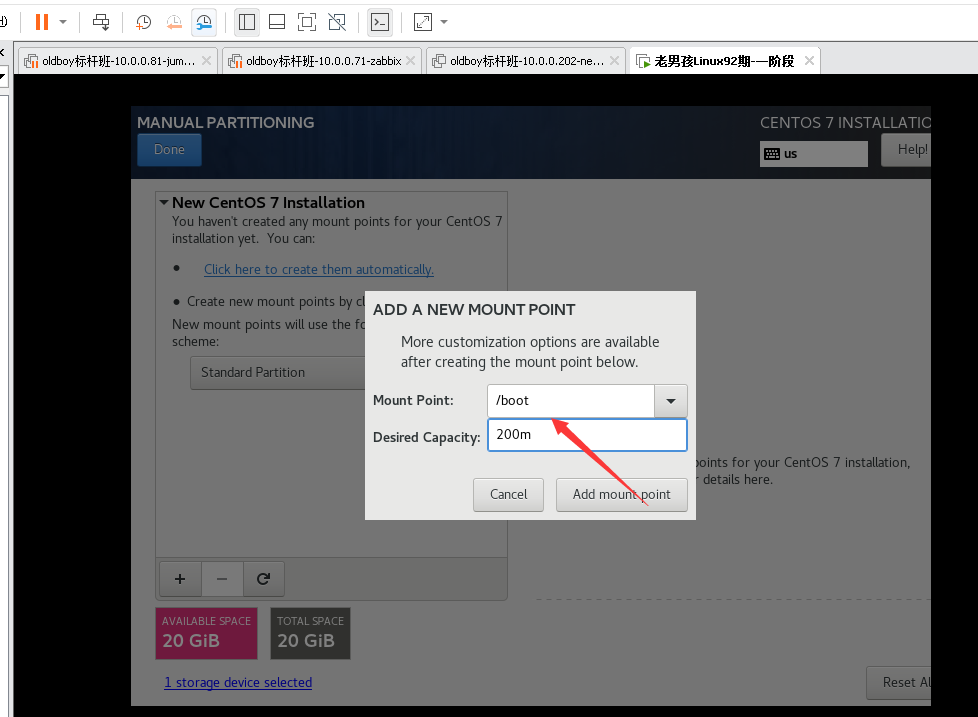 oldboy标杆班-10.0.0.81-jum...
oldboy标杆班-10.0.0.71-zabbix
oldboy标杆班-10.0.0.202-ne...
老男孩Linux92期-一阶段
MANUAL PARTITIONING
CENTOS 7 INSTALLATIO
Done
us
Help!
New CentOS 7 Installation
You haven't created any mount points for your CentOS 7
installation yet. You can:
Click here to create them automatically.
Create new mount points by cl
New mount points will use the fo
scheme:
Standard Partition
ADD A NEW MOUNT POINT
More customization options are available
after creating the mount point below.
Mount Point:
/boot
Desired Capacity:
200m
Cancel
Add mount point
points for your CentOS 7 installation,
r details here.
AVAILABLE SPACE
20 GiB
TOTAL SPACE
20 GiB
1 storage device selected
Reset Al